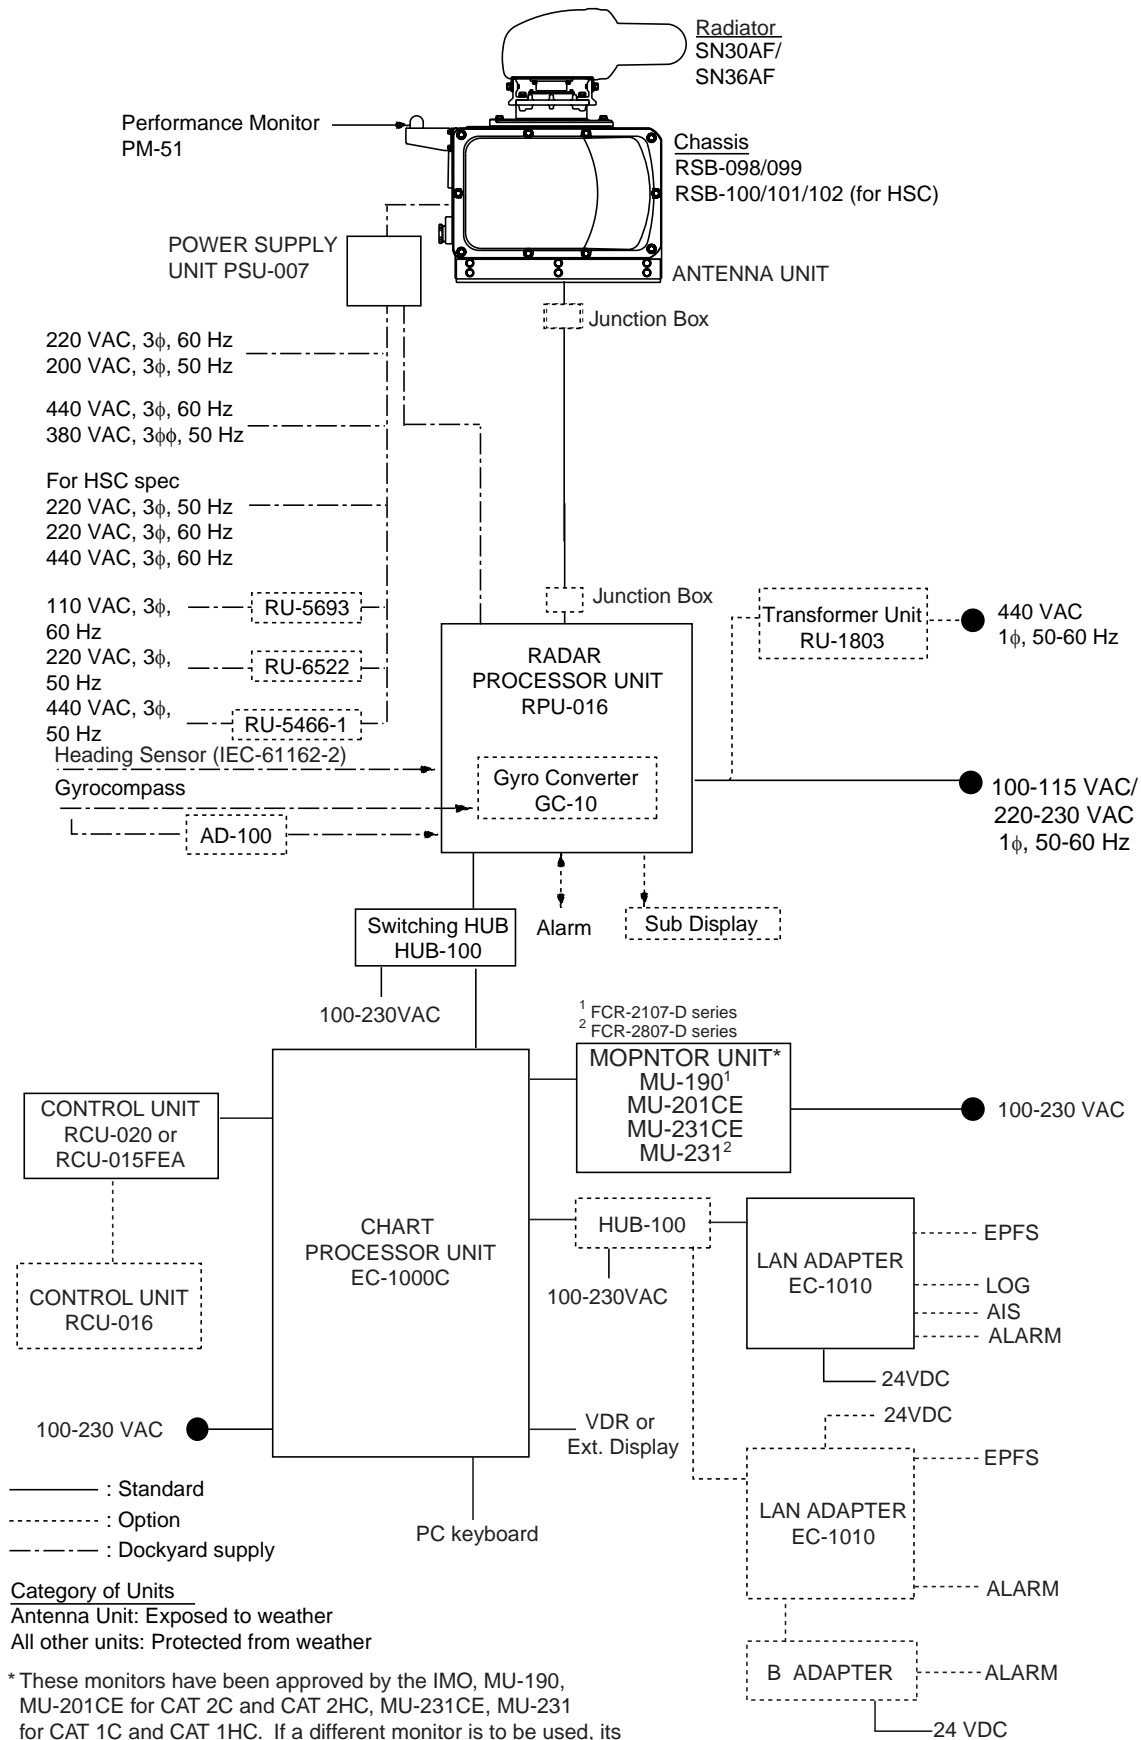 Radiator
SN30AF/
SN36AF
Performance Monitor
PM-51
Chassis
RSB-098/099
RSB-100/101/102 (for HSC)
POWER SUPPLY
UNIT PSU-007
ANTENNA UNIT
Junction Box
220 VAC, 3ϕ, 60 Hz
200 VAC, 3ϕ, 50 Hz
440 VAC, 3ϕ, 60 Hz
380 VAC, 3ϕϕ, 50 Hz
For HSC spec
220 VAC, 3ϕ, 50 Hz
220 VAC, 3ϕ, 60 Hz
440 VAC, 3ϕ, 60 Hz
110 VAC, 3ϕ,
60 Hz
RU-5693
220 VAC, 3ϕ,
50 Hz
RU-6522
440 VAC, 3ϕ,
50 Hz
RU-5466-1
Junction Box
RADAR
PROCESSOR UNIT
RPU-016
Transformer Unit
RU-1803
440 VAC
1ϕ, 50-60 Hz
Heading Sensor (IEC-61162-2)
Gyrocompass
AD-100
Gyro Converter
GC-10
100-115 VAC/
220-230 VAC
1ϕ, 50-60 Hz
Switching HUB
HUB-100
Alarm
Sub Display
100-230VAC
1 FCR-2107-D series
2 FCR-2807-D series
MOPNTOR UNIT*
MU-1901
MU-201CE
MU-231CE
MU-2312
100-230 VAC
CONTROL UNIT
RCU-020 or
RCU-015FEA
CHART
PROCESSOR UNIT
EC-1000C
HUB-100
100-230VAC
LAN ADAPTER
EC-1010
EPFS
LOG
AIS
ALARM
24VDC
CONTROL UNIT
RCU-016
100-230 VAC
VDR or
Ext. Display
PC keyboard
24VDC
EPFS
LAN ADAPTER
EC-1010
ALARM
B ADAPTER
ALARM
24 VDC
: Standard
: Option
: Dockyard supply
Category of Units
Antenna Unit: Exposed to weather
All other units: Protected from weather
* These monitors have been approved by the IMO, MU-190,
MU-201CE for CAT 2C and CAT 2HC, MU-231CE, MU-231
for CAT 1C and CAT 1HC. If a different monitor is to be used, its